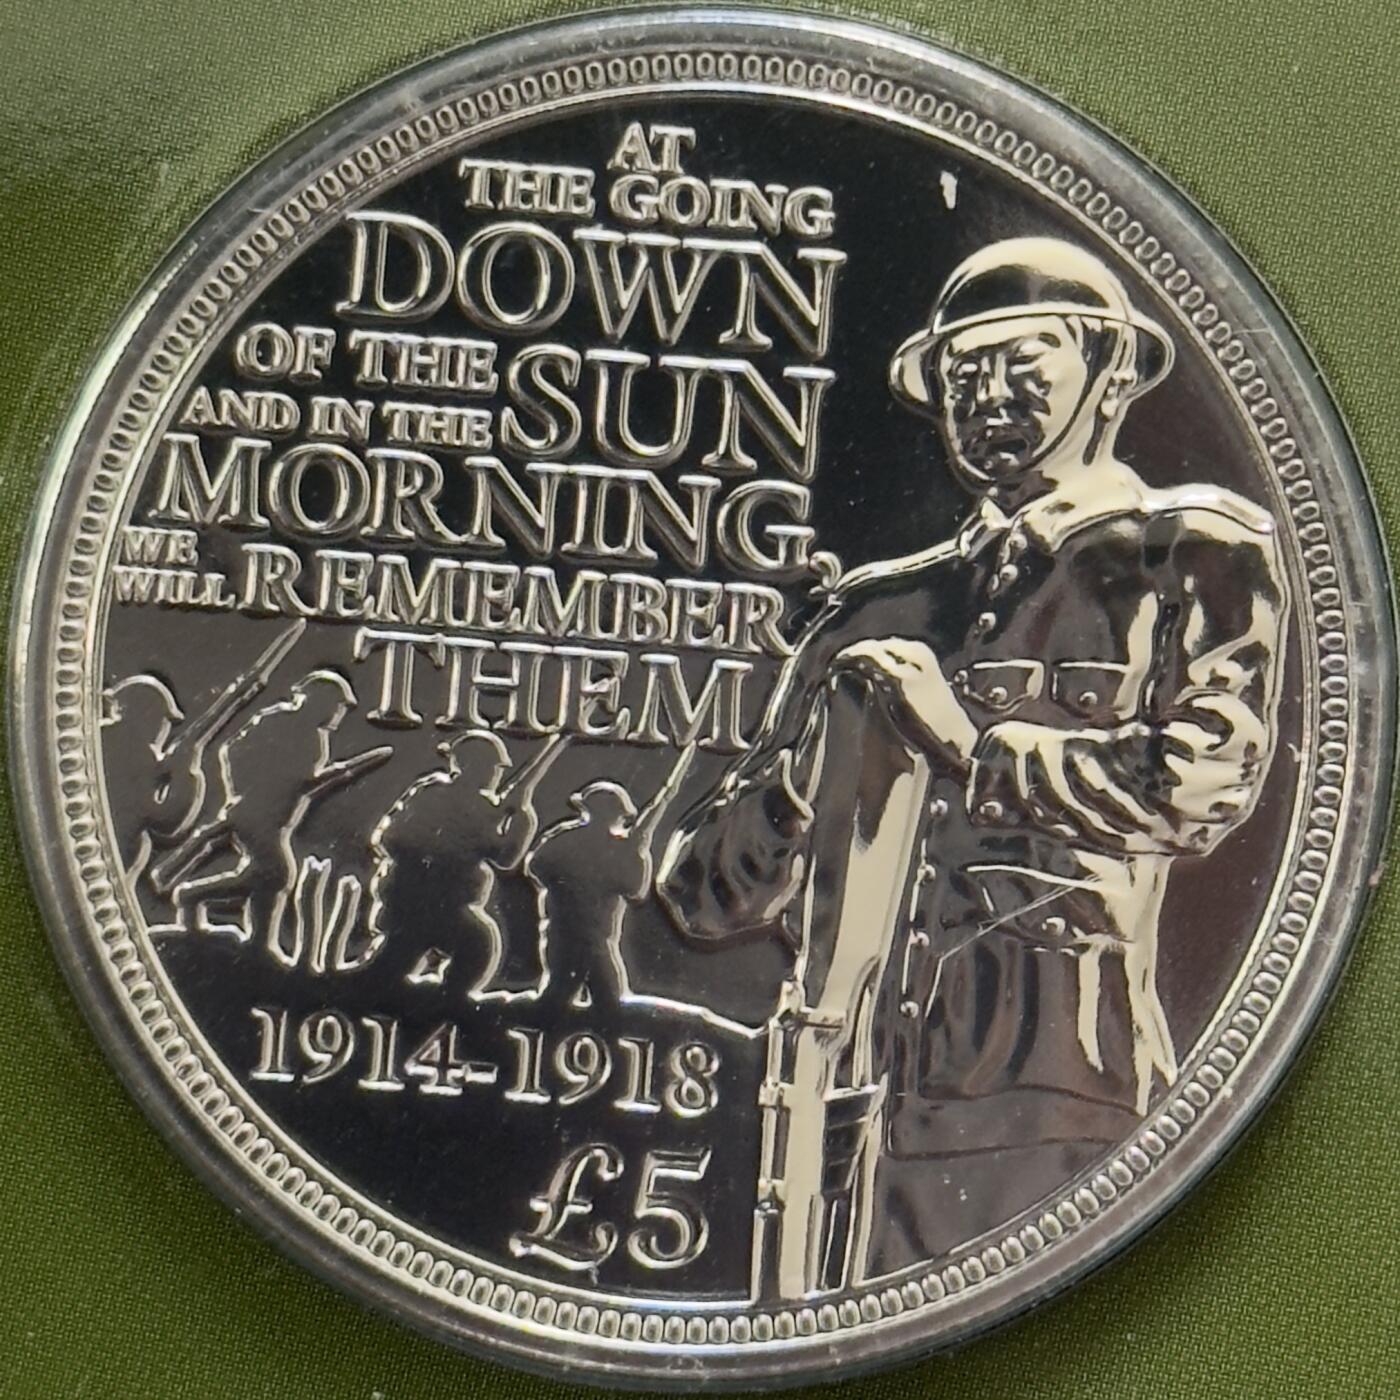 AT
THE GOING
DOWN
OF THE SUN
AND IN THE
MORNING,
WE
WILL REMEMBER
THEM
1914-1918
£5